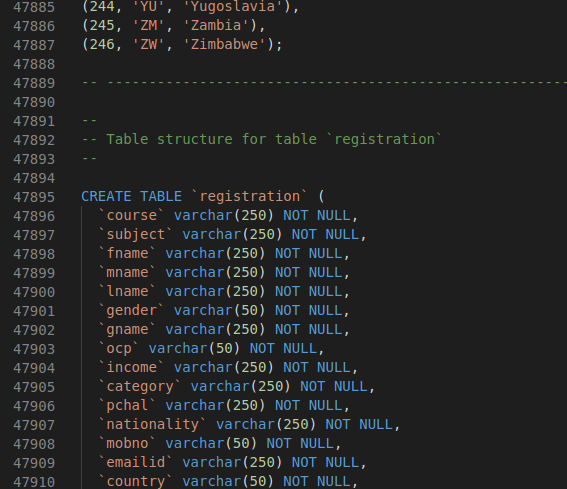 47885 (244, 'YU', 'Yugoslavia'),
47886 (245, 'ZM', 'Zambia'),
47887 (246, 'ZW', 'Zimbabwe');
47888
47889 -- --------------------------------------------------------
47890
47891 --
47892 -- Table structure for table `registration`
47893 --
47894
47895 CREATE TABLE `registration` (
47896 `course` varchar(250) NOT NULL,
47897 `subject` varchar(250) NOT NULL,
47898 `fname` varchar(250) NOT NULL,
47899 `mname` varchar(250) NOT NULL,
47900 `lname` varchar(250) NOT NULL,
47901 `gender` varchar(50) NOT NULL,
47902 `gname` varchar(250) NOT NULL,
47903 `ocp` varchar(50) NOT NULL,
47904 `income` varchar(250) NOT NULL,
47905 `category` varchar(250) NOT NULL,
47906 `pchal` varchar(250) NOT NULL,
47907 `nationality` varchar(250) NOT NULL,
47908 `mobno` varchar(50) NOT NULL,
47909 `emailid` varchar(250) NOT NULL,
47910 `country` varchar(50) NOT NULL,